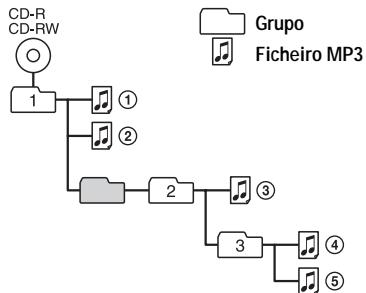 CD-R
CD-RW
Grupo
Ficheiro MP3
1
①
②
2
③
3
④
⑤